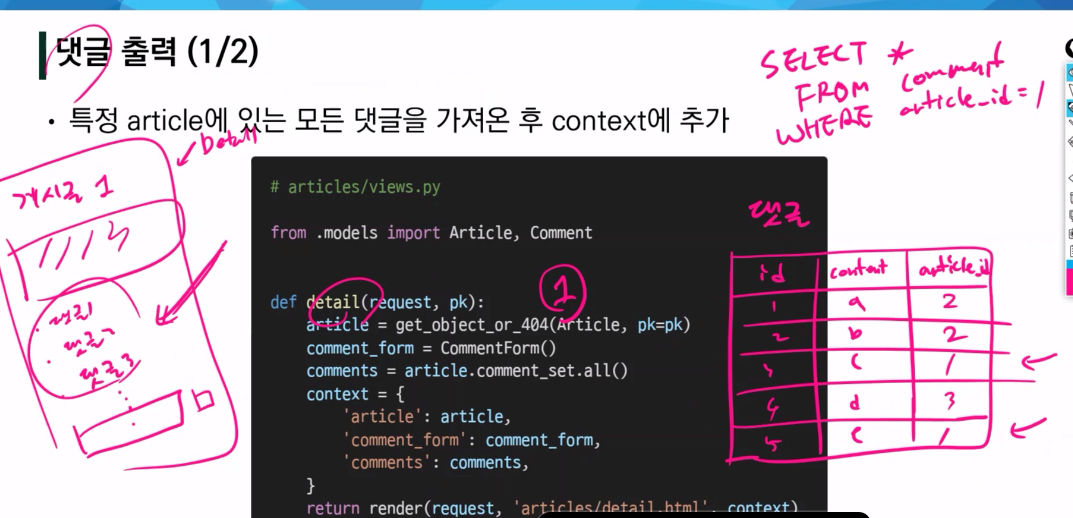 댓글 출력 (1/2)
• 특정 article에 있는 모든 댓글을 가져온 후 context에 추가
SELECT *
FROM comment
WHERE article_id = 1
Detail
게시글 1
댓글1
댓글2
댓글3
# articles/views.py
from .models import Article, Comment
def detail(request, pk):
    article = get_object_or_404(Article, pk=pk)
    comment_form = CommentForm()
    comments = article.comment_set.all()
    context = {
        'article': article,
        'comment_form': comment_form,
        'comments': comments,
    }
    return render(request, 'articles/detail.html', context)
1
댓글
id content article_id
1 a 2
2 b 2
3 c 1
4 d 3
5 e 1